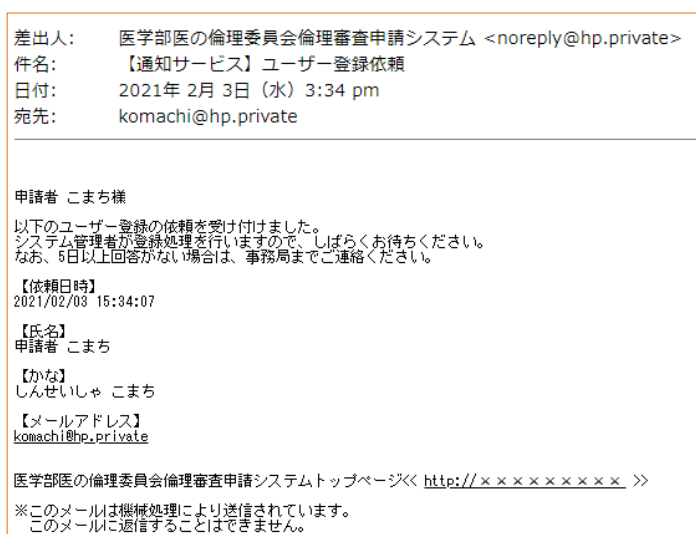 差出人: 医学部医の倫理委員会倫理審査申請システム <noreply@hp.private>
件名: 【通知サービス】ユーザー登録依頼
日付: 2021年 2月 3日（水）3:34 pm
宛先: komachi@hp.private
申請者 こまち様
以下のユーザー登録の依頼を受け付けました。
システム管理者が登録処理を行いますので、しばらくお待ちください。
なお、5日以上回答がない場合は、事務局までご連絡ください。
【依頼日時】
2021/02/03 15:34:07
【氏名】
申請者 こまち
【かな】
しんせいしゃ こまち
【メールアドレス】
komachi@hp.private
医学部医の倫理委員会倫理審査申請システムトップページ<< http://××××××××× >>
※このメールは機械処理により送信されています。
このメールに返信することはできません。